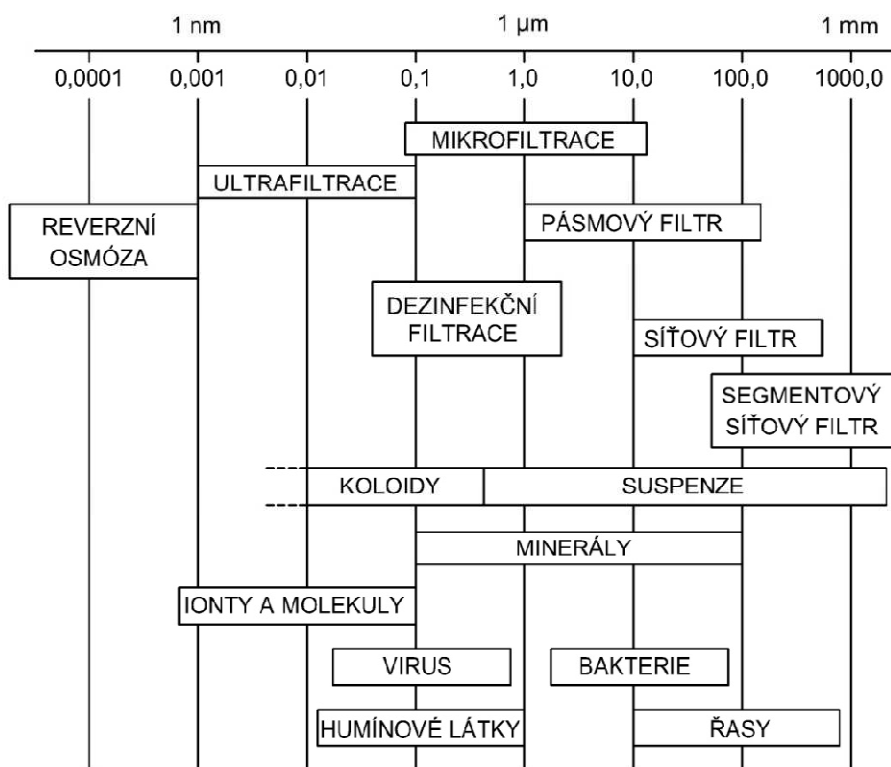 1 nm 1 µm 1 mm
0,0001 0,001 0,01 0,1 1,0 10,0 100,0 1000,0
MIKROFILTRACE
ULTRAFILTRACE
REVERZNÍ
OSMÓZA
PÁSMOVÝ FILTR
DEZINFEKČNÍ
FILTRACE
SÍŤOVÝ FILTR
SEGMENTOVÝ
SÍŤOVÝ FILTR
KOLOIDY SUSPENZE
MINERÁLY
IONTY A MOLEKULY
VIRUS BAKTERIE
HUMÍNOVÉ LÁTKY ŘASY